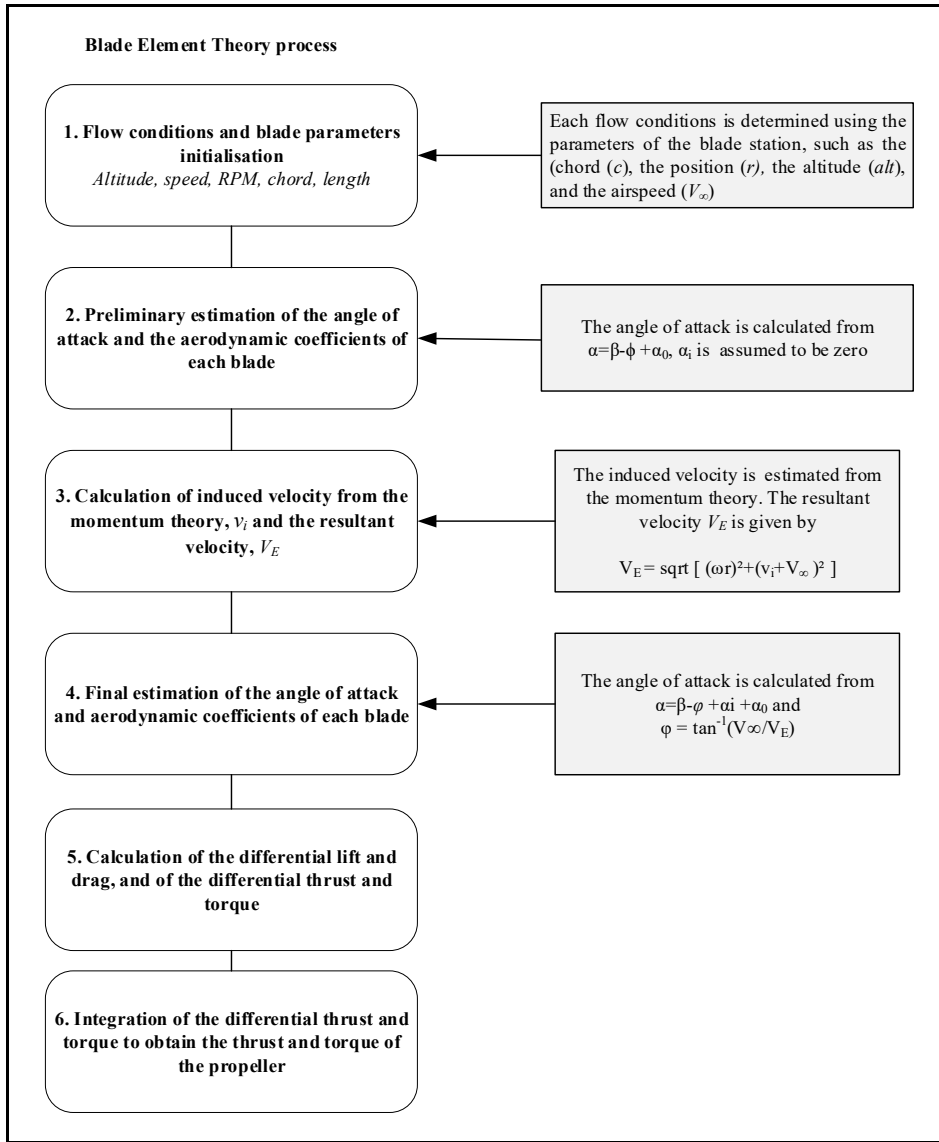 Blade Element Theory process
1. Flow conditions and blade parameters
initialisation
Altitude, speed, RPM, chord, length
Each flow conditions is determined using the
parameters of the blade station, such as the
(chord (c), the position (r), the altitude (alt),
and the airspeed (V∞)
2. Preliminary estimation of the angle of
attack and the aerodynamic coefficients of
each blade
The angle of attack is calculated from
α=β-ϕ +α₀, αᵢ is assumed to be zero
3. Calculation of induced velocity from the
momentum theory, vᵢ and the resultant
velocity, V_E
The induced velocity is estimated from
the momentum theory. The resultant
velocity V_E is given by
V_E = sqrt [ (ωr)²+(vᵢ+V∞ )² ]
4. Final estimation of the angle of attack
and aerodynamic coefficients of each blade
The angle of attack is calculated from
α=β-φ +αi +α₀ and
φ = tan⁻¹(V∞/V_E)
5. Calculation of the differential lift and
drag, and of the differential thrust and
torque
6. Integration of the differential thrust and
torque to obtain the thrust and torque of
the propeller